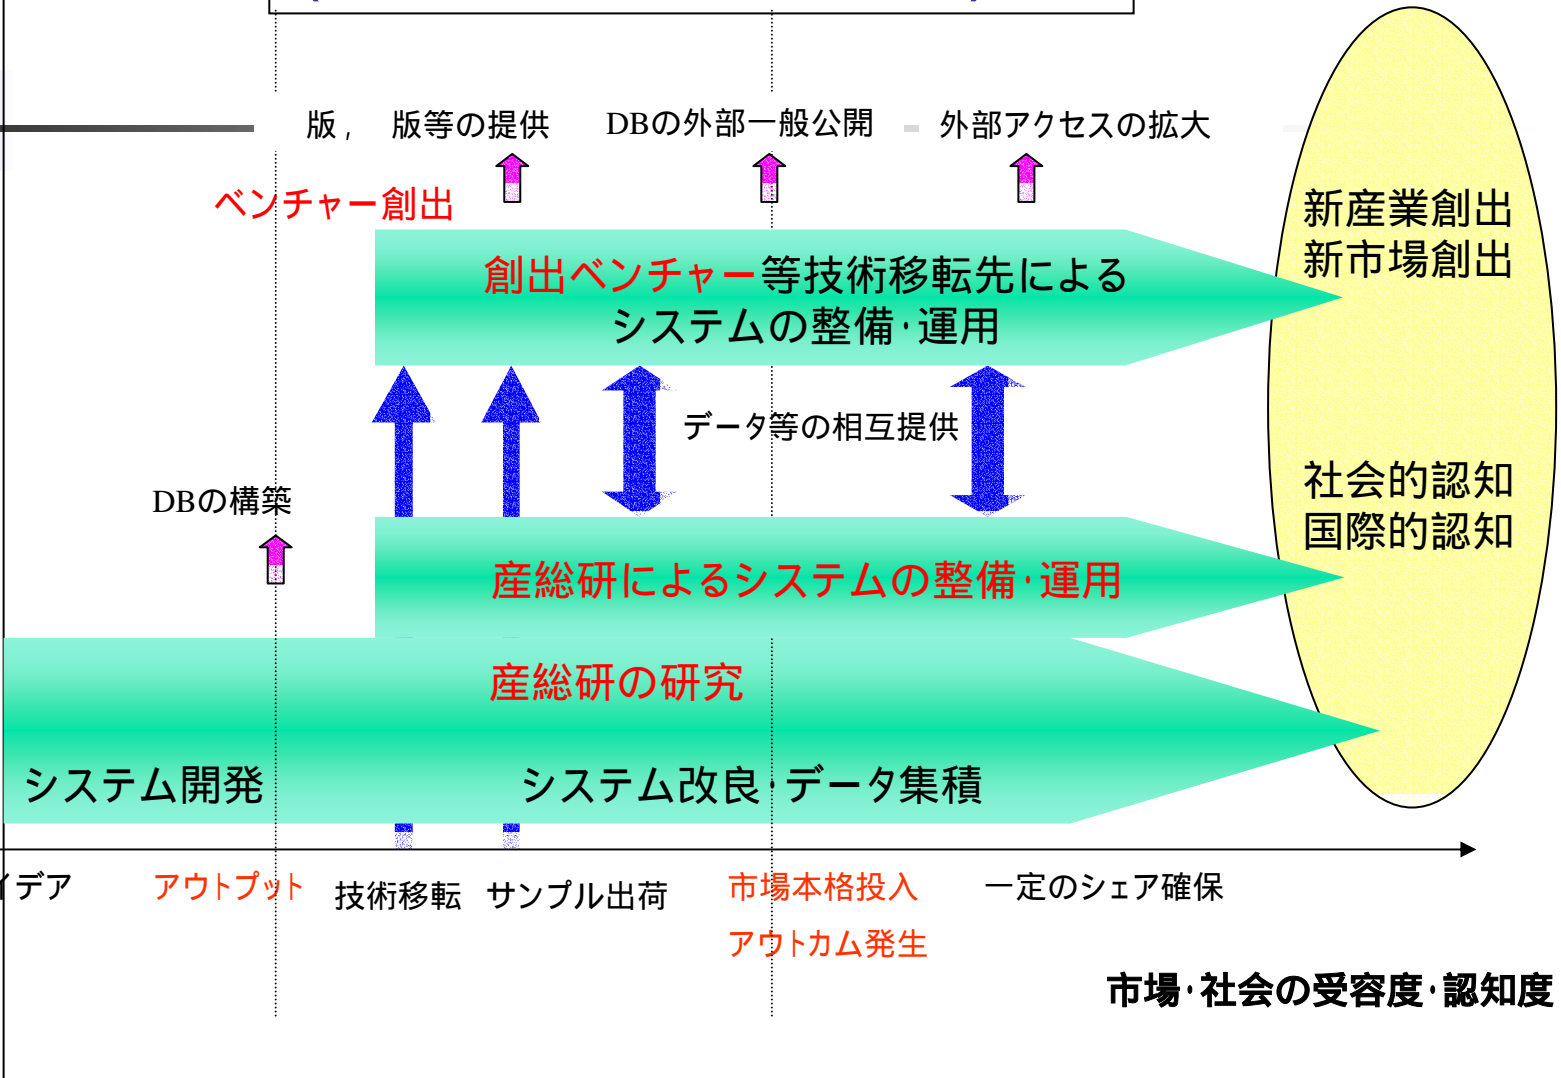 版， 版等の提供
DBの外部一般公開
外部アクセスの拡大
ベンチャー創出
新産業創出
新市場創出
創出ベンチャー等技術移転先による
システムの整備・運用
データ等の相互提供
社会的認知
国際的認知
DBの構築
産総研によるシステムの整備・運用
産総研の研究
システム開発
システム改良・データ集積
イデア
アウトプット
技術移転
サンプル出荷
市場本格投入
アウトカム発生
一定のシェア確保
市場・社会の受容度・認知度